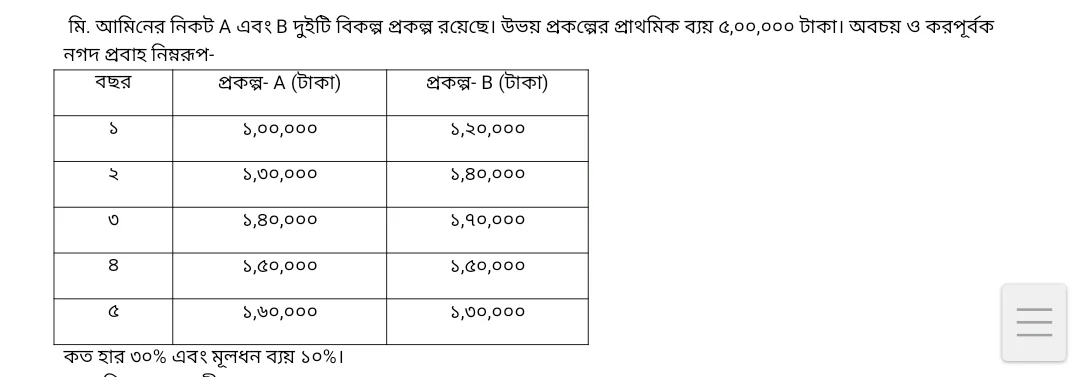 মি. আমিনের নিকট A এবং B দুইটি বিকল্প প্রকল্প রয়েছে। উভয় প্রকল্পের প্রাথমিক ব্যয় ৫,০০,০০০ টাকা। অবচয় ও করপূর্বক
নগদ প্রবাহ নিম্নরূপ-
বছর প্রকল্প- A (টাকা) প্রকল্প- B (টাকা)
১ ১,০০,০০০ ১,২০,০০০
২ ১,৩০,০০০ ১,৪০,০০০
৩ ১,৪০,০০০ ১,৭০,০০০
৪ ১,৫০,০০০ ১,৫০,০০০
৫ ১,৬০,০০০ ১,৩০,০০০
কত হার ৩০% এবং মূলধন ব্যয় ১০%।